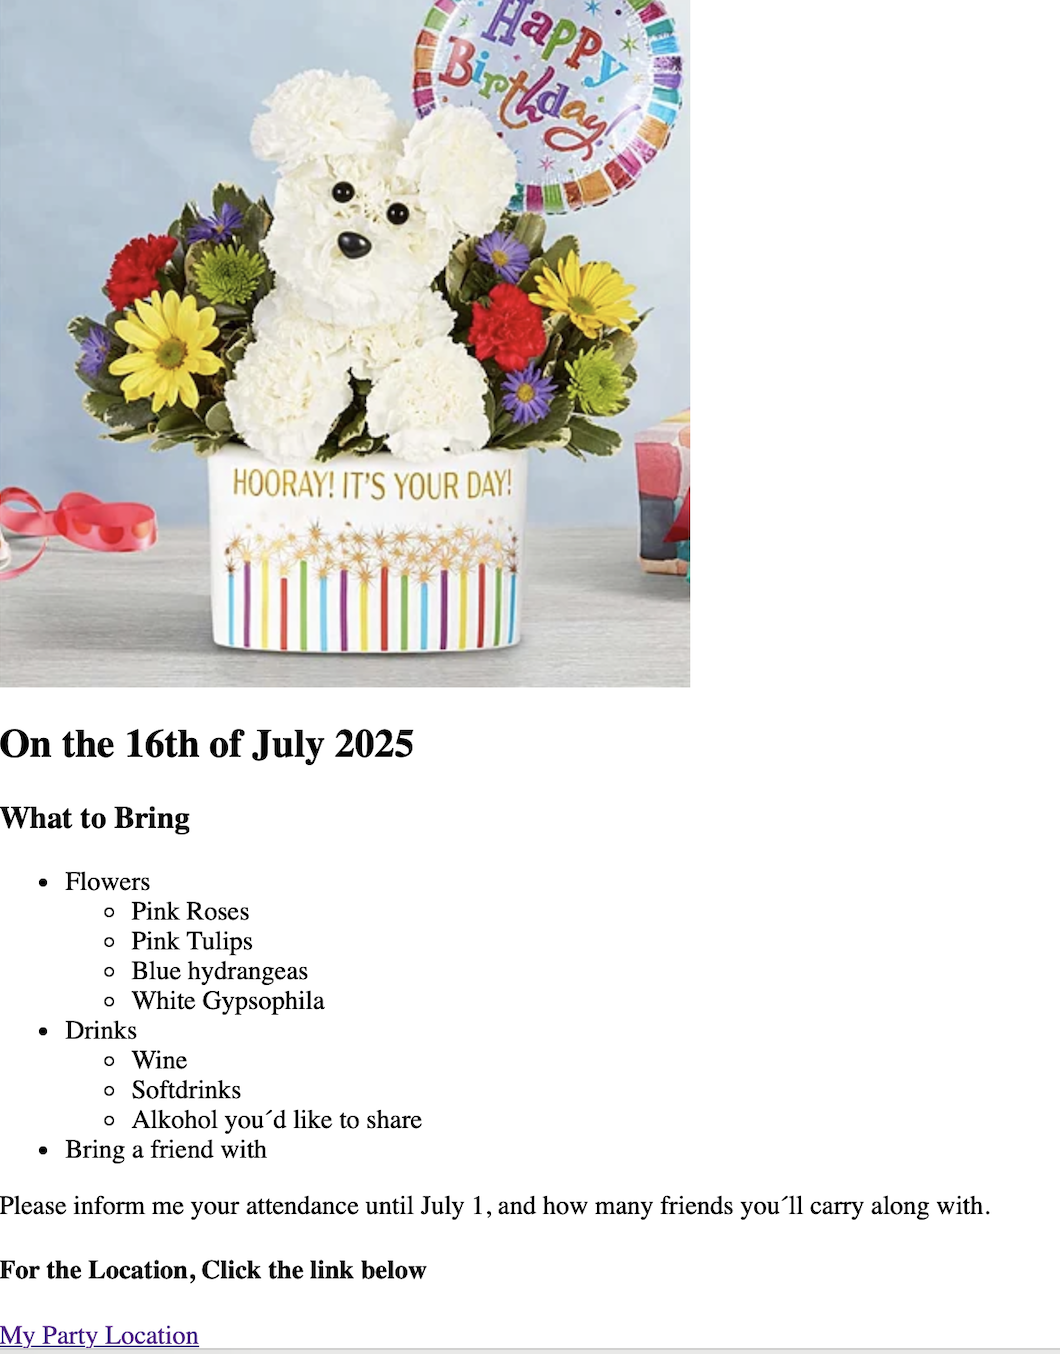 Happy
Birthday!
HOORAY! IT'S YOUR DAY!
On the 16th of July 2025
What to Bring
Flowers
Pink Roses
Pink Tulips
Blue hydrangeas
White Gypsophila
Drinks
Wine
Softdrinks
Alkohol you´d like to share
Bring a friend with
Please inform me your attendance until July 1, and how many friends you´ll carry along with.
For the Location, Click the link below
My Party Location